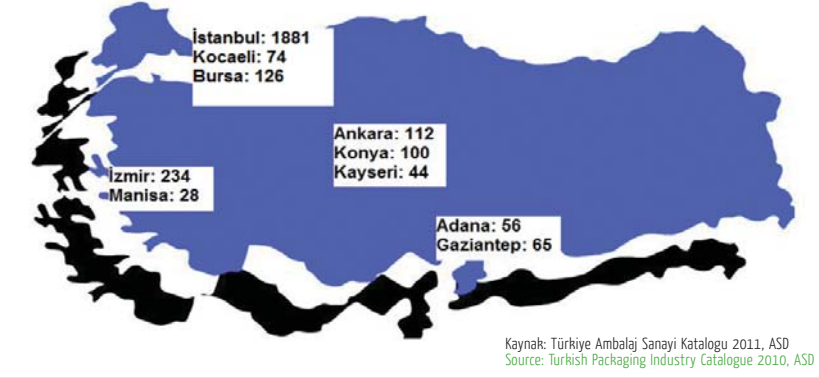 İstanbul: 1881
Kocaeli: 74
Bursa: 126
Ankara: 112
Konya: 100
Kayseri: 44
İzmir: 234
Manisa: 28
Adana: 56
Gaziantep: 65
Kaynak: Türkiye Ambalaj Sanayi Katalogu 2011, ASD
Source: Turkish Packaging Industry Catalogue 2010, ASD